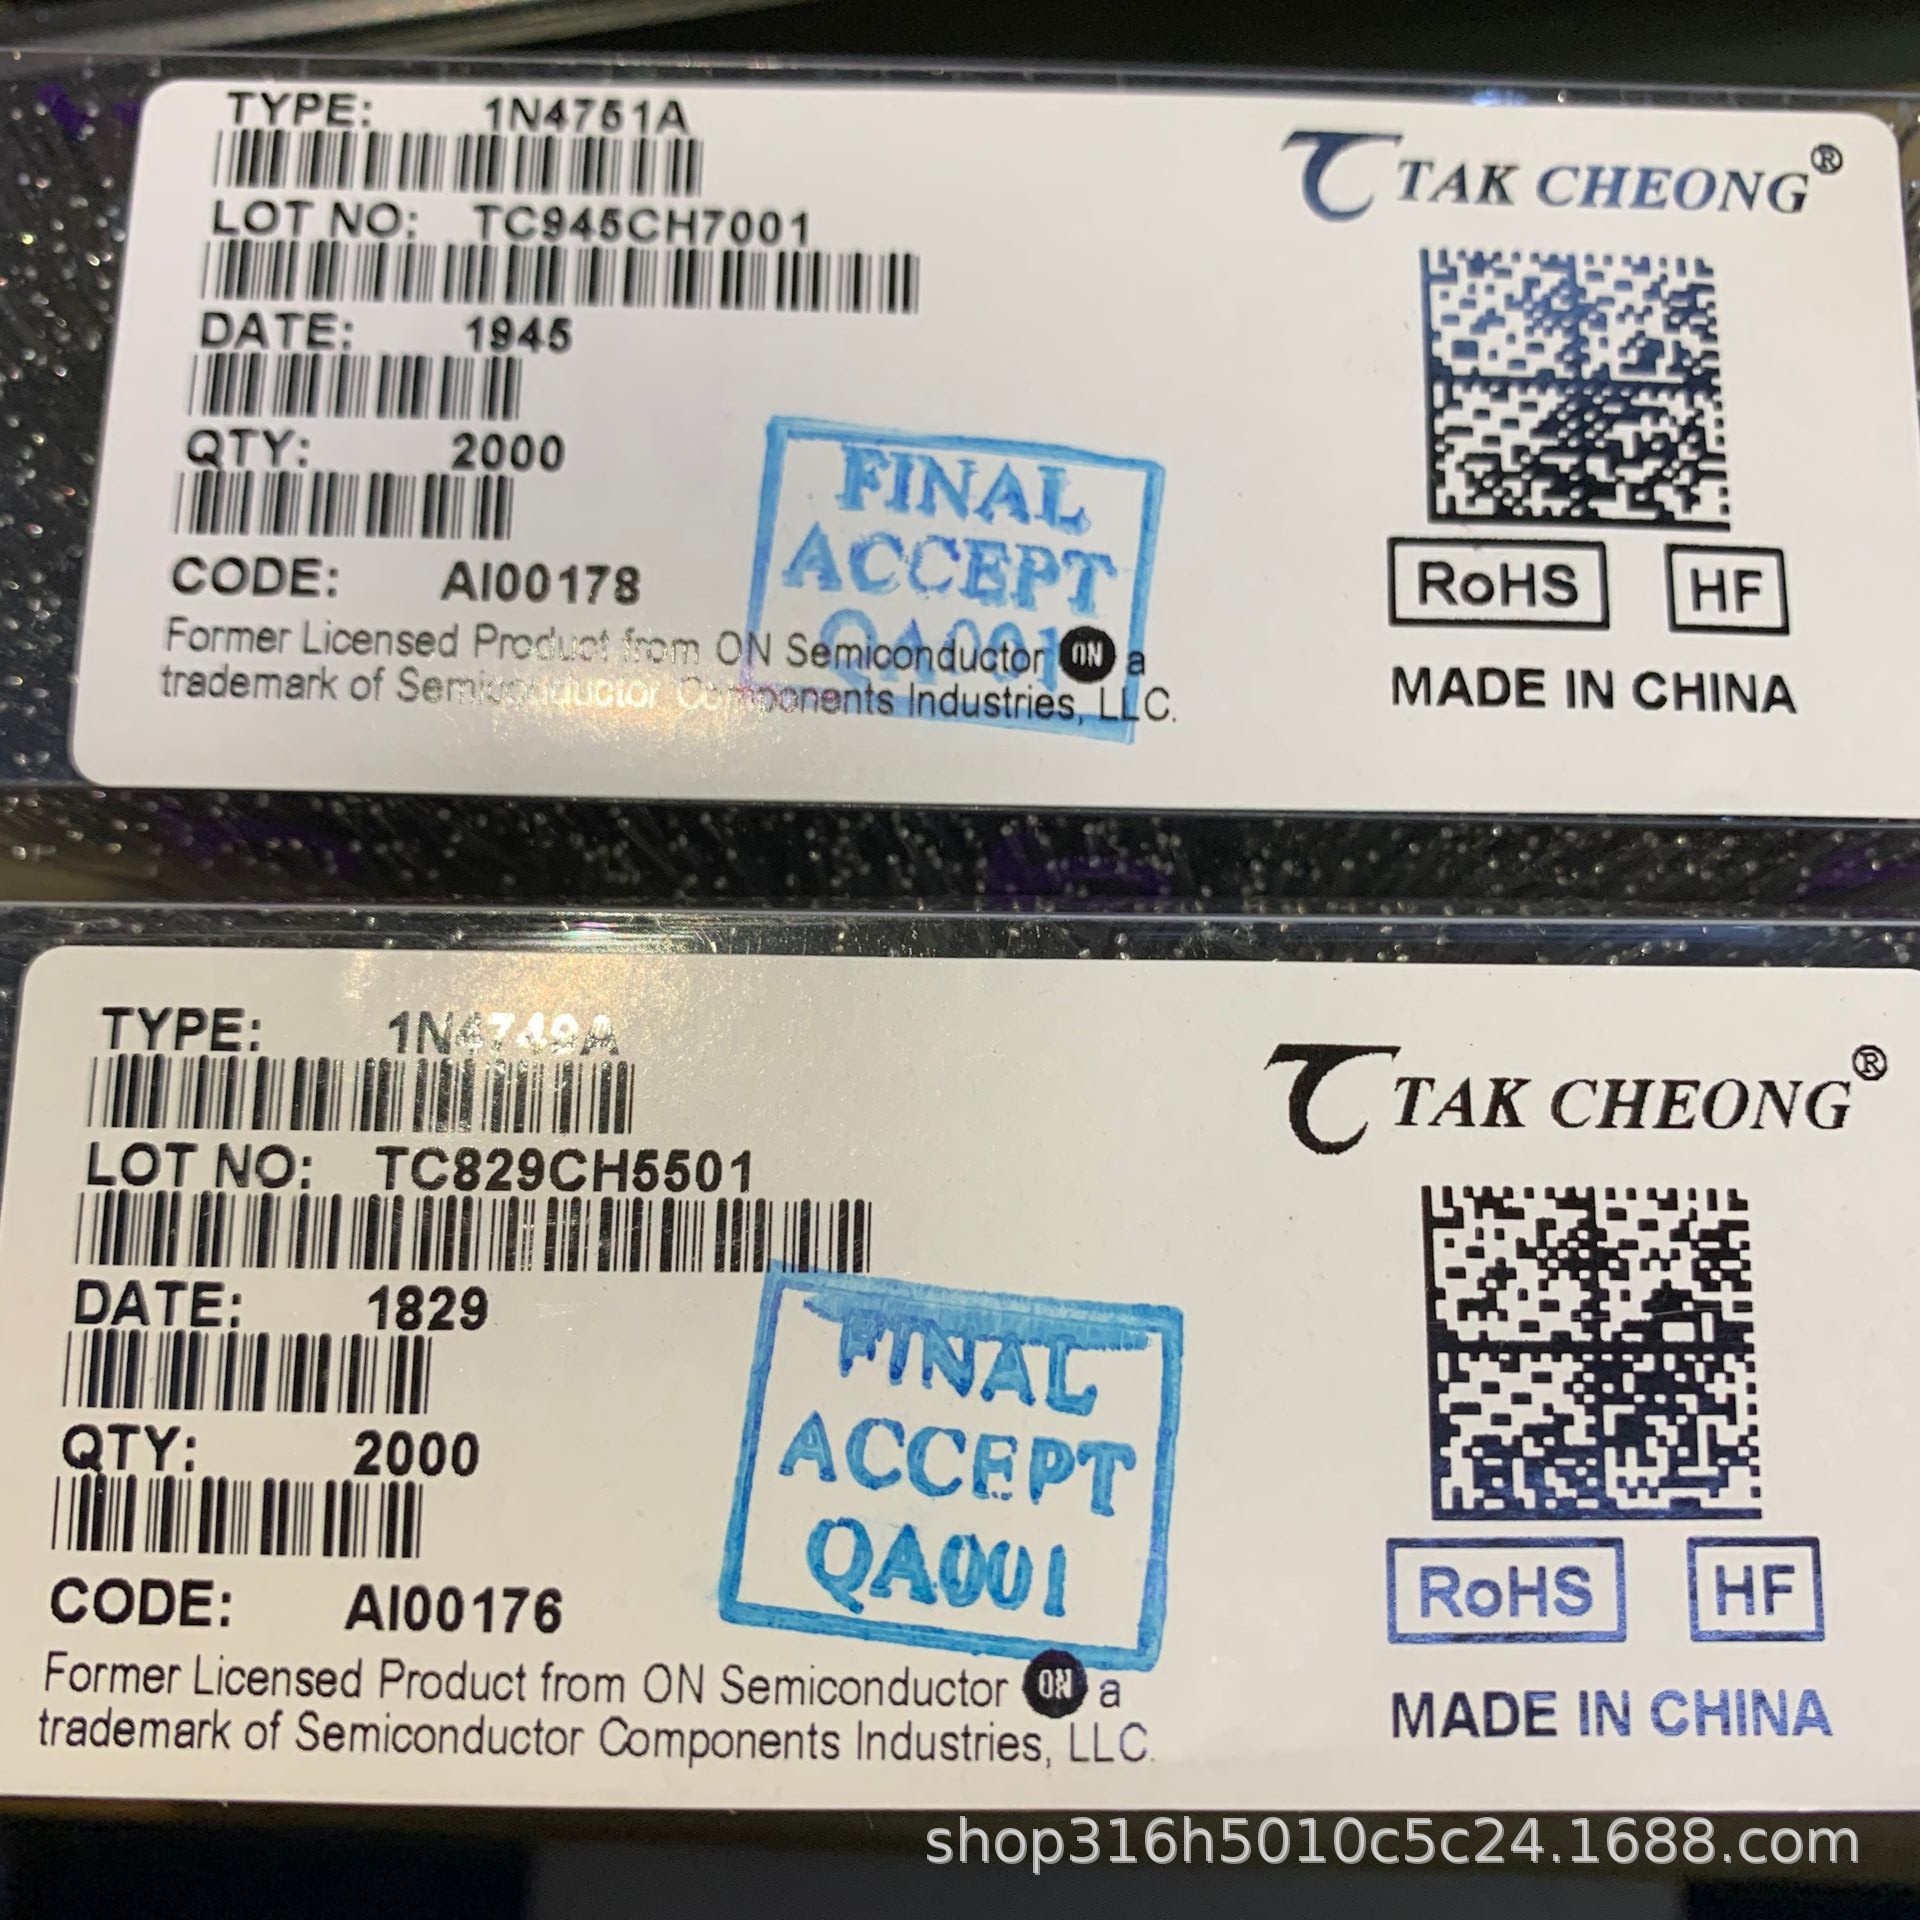 TYPE: 1N4751A
LOT NO: TC945CH7001
DATE: 1945
QTY: 2000
CODE: AI00178
Former Licensed Product from ON Semiconductor ON a
trademark of Semiconductor Components Industries, LLC.
FINAL
ACCEPT
QA001
TAK CHEONG®
RoHS HF
MADE IN CHINA
TYPE: 1N4749A
LOT NO: TC829CH5501
DATE: 1829
QTY: 2000
CODE: AI00176
Former Licensed Product from ON Semiconductor ON a
trademark of Semiconductor Components Industries, LLC.
FINAL
ACCEPT
QA001
TAK CHEONG®
RoHS HF
MADE IN CHINA
shop316h5010c5c24.1688.com